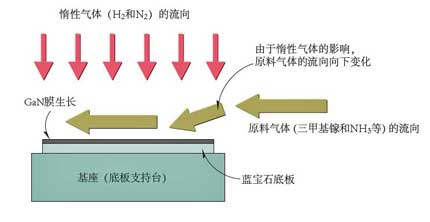 惰性气体（H2和N2）的流向
由于惰性气体的影响，
原料气体的流向向下变化
GaN膜生长
原料气体（三甲基镓和NH3等）的流向
基座（底板支持台）
蓝宝石底板